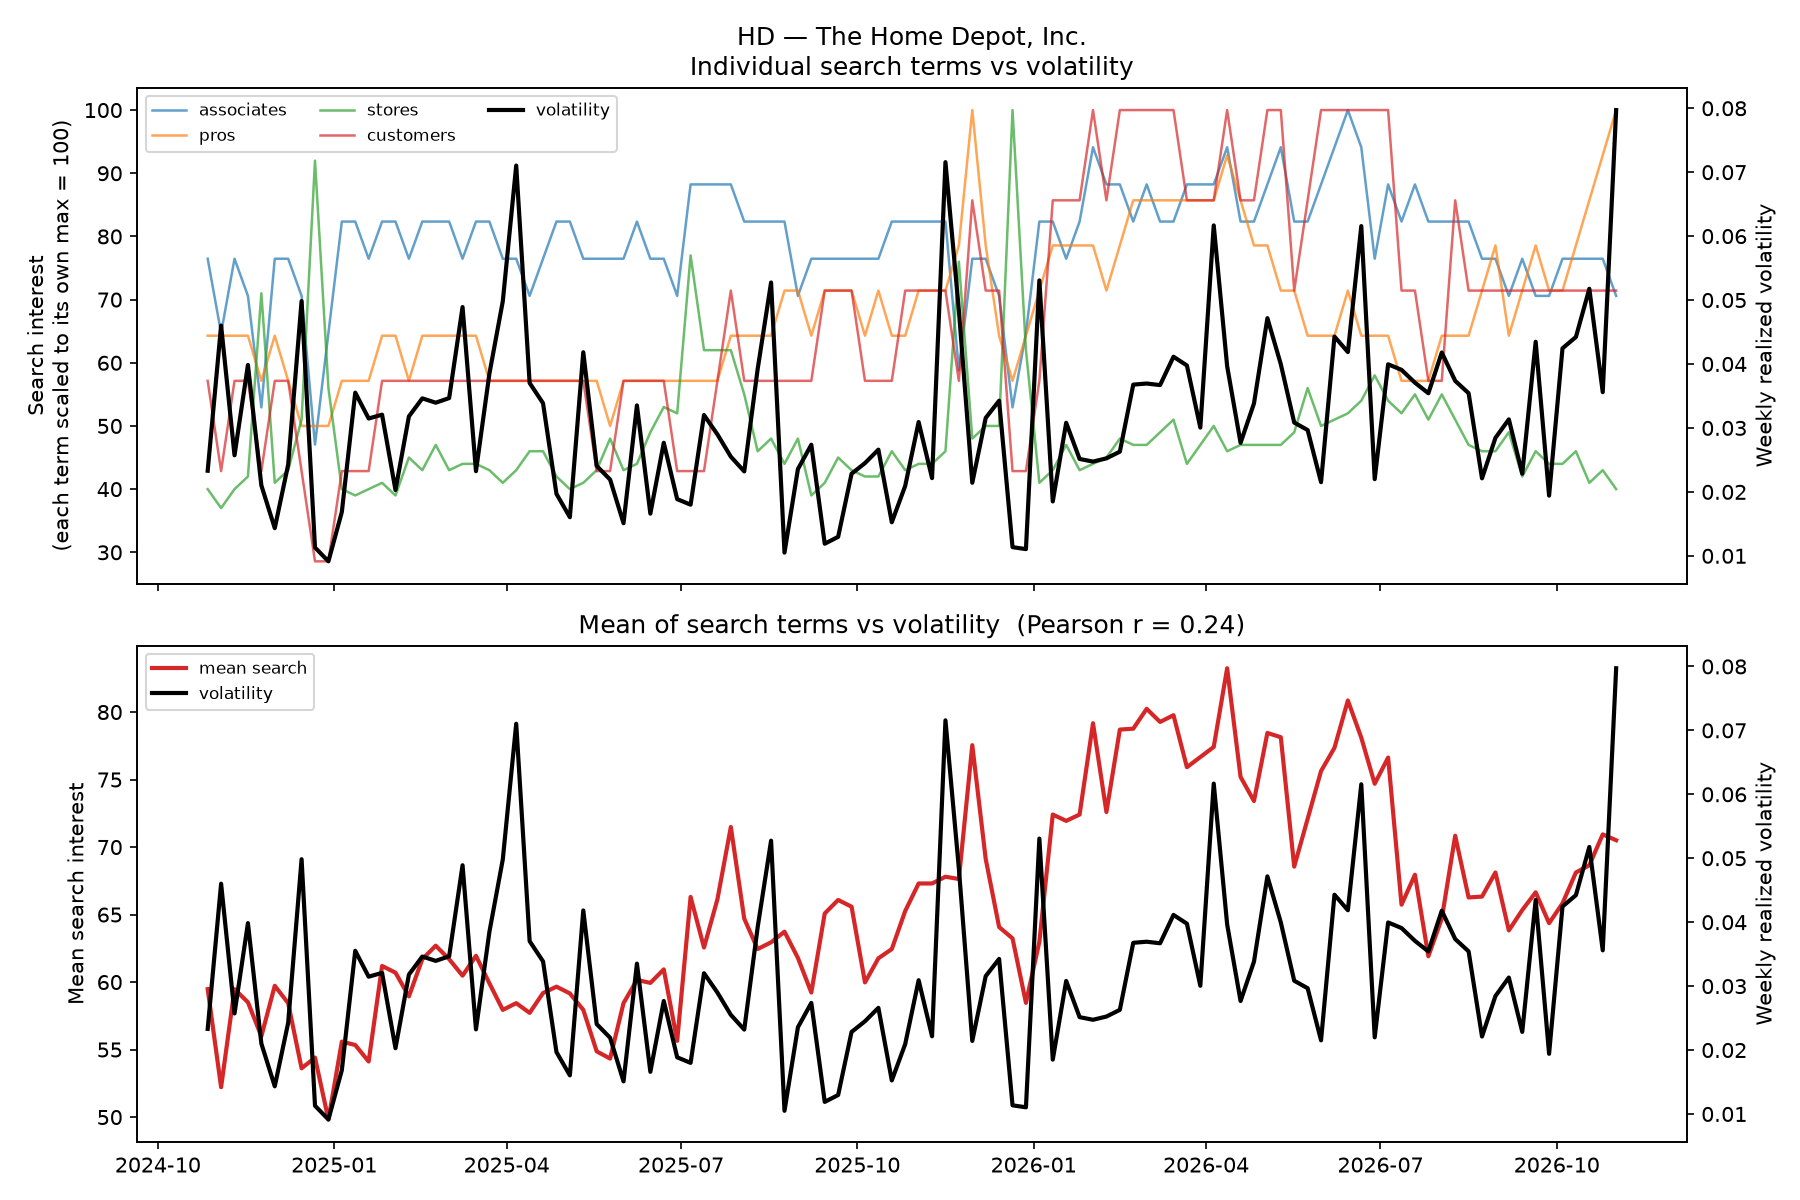 HD — The Home Depot, Inc.
Individual search terms vs volatility
associates
pros
stores
customers
volatility
Search interest
(each term scaled to its own max = 100)
100
90
80
70
60
50
40
30
0.08
0.07
0.06
0.05
0.04
0.03
0.02
0.01
Weekly realized volatility
Mean of search terms vs volatility  (Pearson r = 0.24)
mean search
volatility
Mean search interest
80
75
70
65
60
55
50
0.08
0.07
0.06
0.05
0.04
0.03
0.02
0.01
Weekly realized volatility
2024-10
2025-01
2025-04
2025-07
2025-10
2026-01
2026-04
2026-07
2026-10